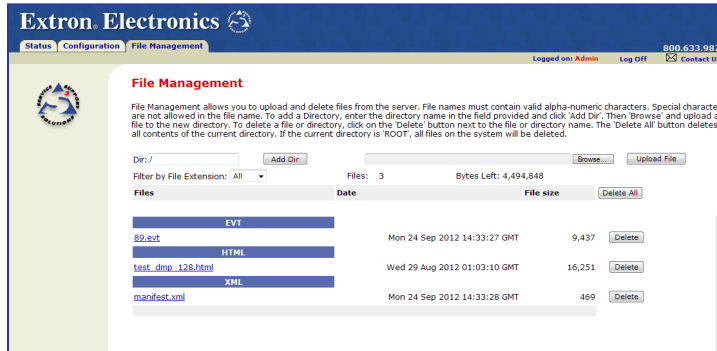 Extron® Electronics
Status Configuration File Management
800.633.987
Logged on: Admin Log Off Contact U
SERVICE SUPPORT SOLUTIONS
S3
File Management
File Management allows you to upload and delete files from the server. File names must contain valid alpha-numeric characters. Special characte
are not allowed in the file name. To add a Directory, enter the directory name in the field provided and click 'Add Dir'. Then 'Browse' and upload a
file to the new directory. To delete a file or directory, click on the 'Delete' button next to the file or directory name. The 'Delete All' button deletes
all contents of the current directory. If the current directory is 'ROOT', all files on the system will be deleted.
Dir: / Add Dir Browse... Upload File
Filter by File Extension: All Files: 3 Bytes Left: 4,494,848
Files Date File size Delete All
EVT
89.evt Mon 24 Sep 2012 14:33:27 GMT 9,437 Delete
HTML
test_dmp_128.html Wed 29 Aug 2012 01:03:10 GMT 16,251 Delete
XML
manifest.xml Mon 24 Sep 2012 14:33:28 GMT 469 Delete